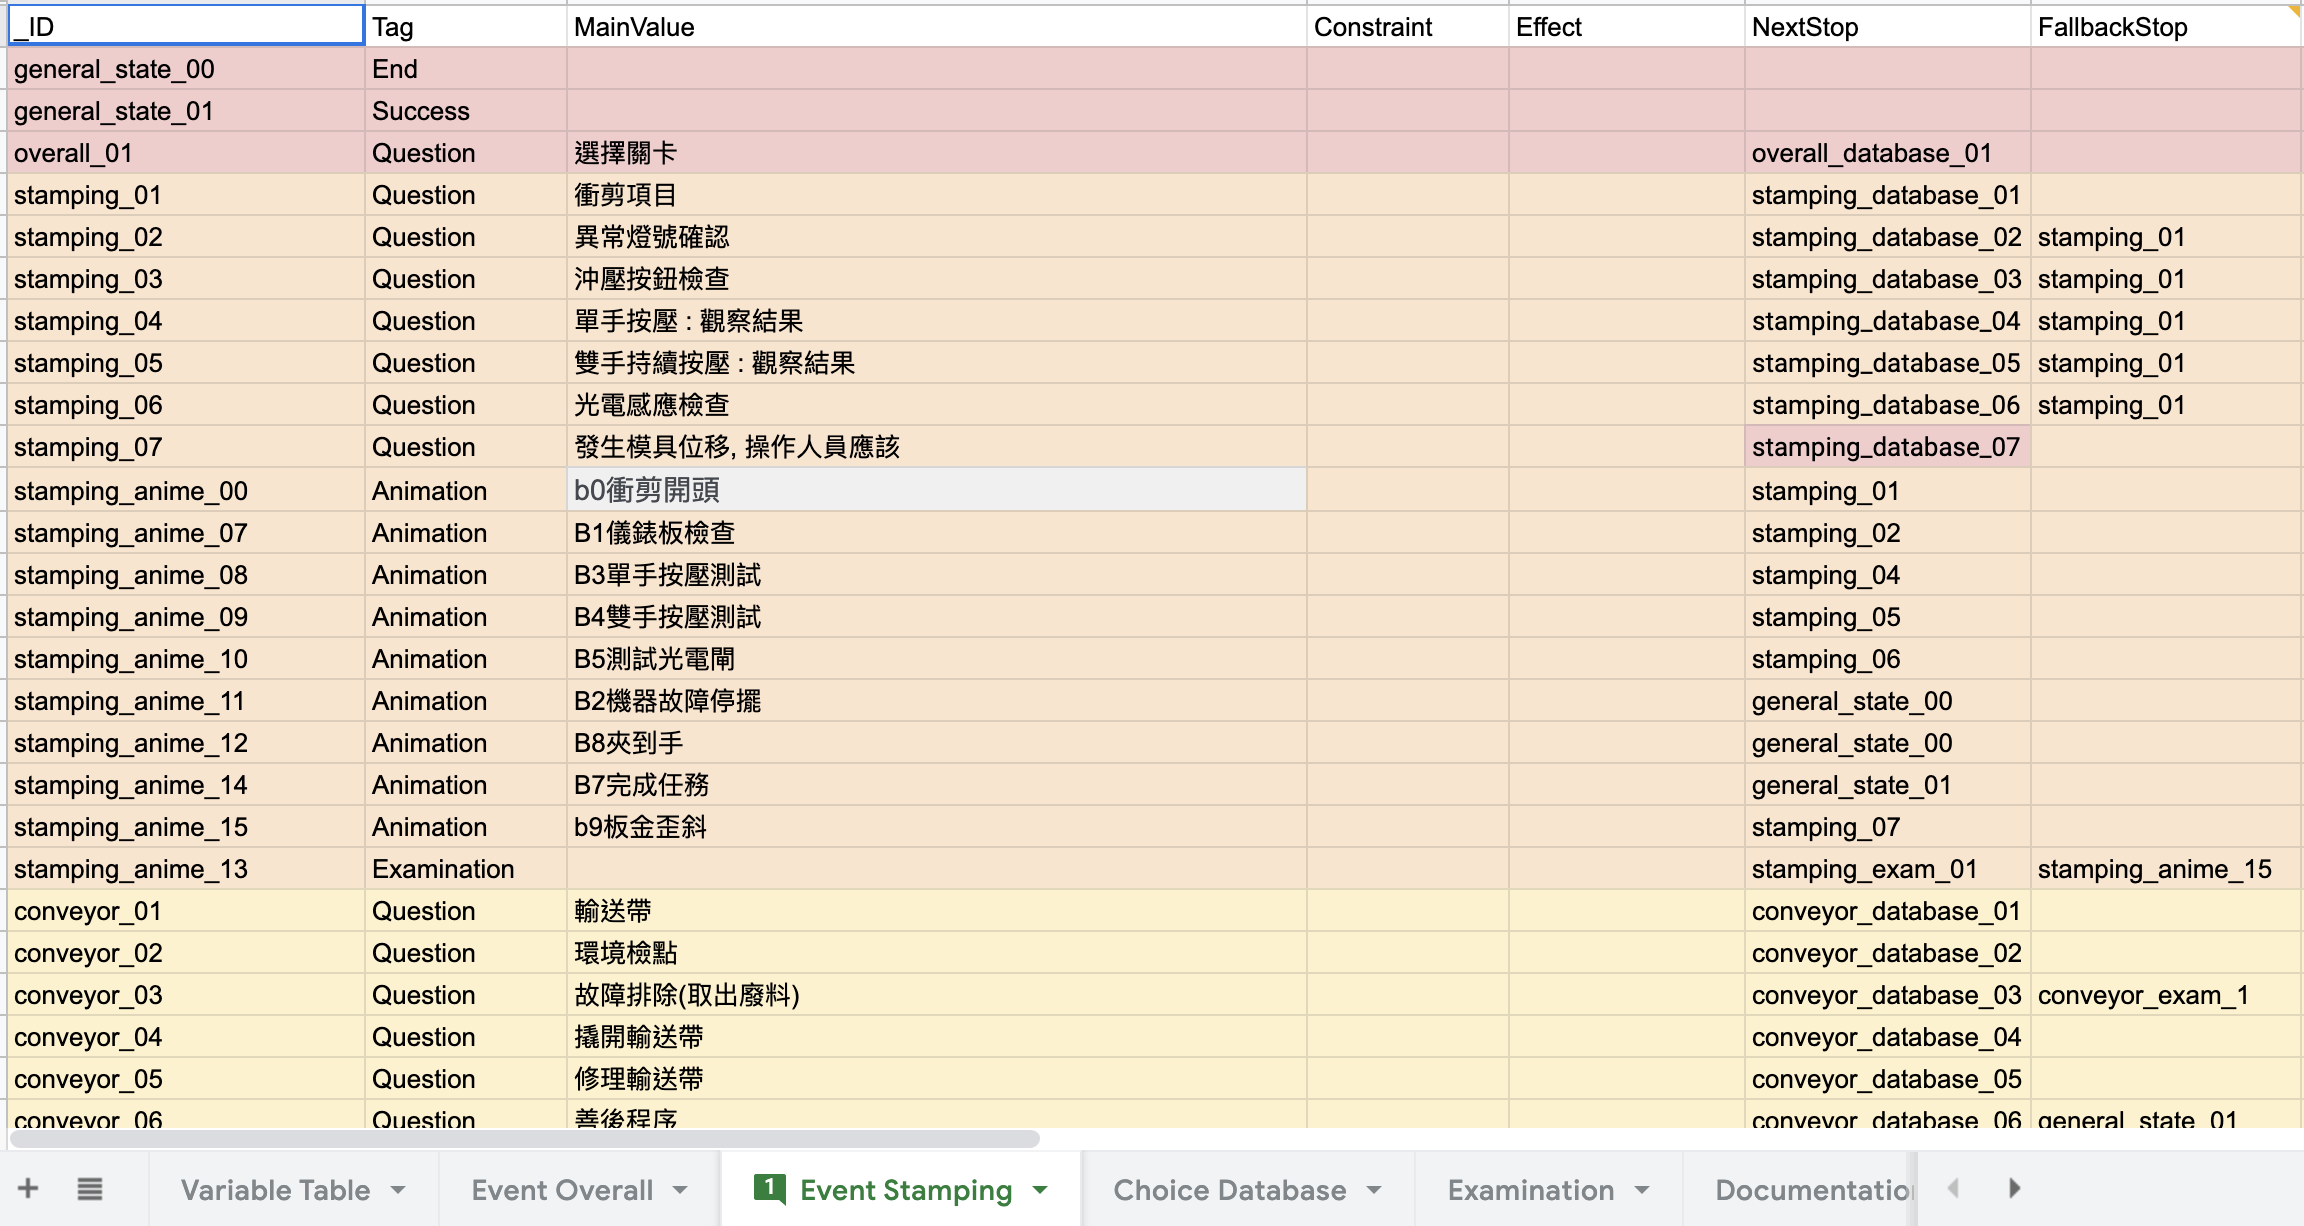 _ID Tag MainValue Constraint Effect NextStop FallbackStop
general_state_00 End
general_state_01 Success
overall_01 Question 選擇關卡 overall_database_01
stamping_01 Question 衝剪項目 stamping_database_01
stamping_02 Question 異常燈號確認 stamping_database_02 stamping_01
stamping_03 Question 沖壓按鈕檢查 stamping_database_03 stamping_01
stamping_04 Question 單手按壓 : 觀察結果 stamping_database_04 stamping_01
stamping_05 Question 雙手持續按壓 : 觀察結果 stamping_database_05 stamping_01
stamping_06 Question 光電感應檢查 stamping_database_06 stamping_01
stamping_07 Question 發生模具位移, 操作人員應該 stamping_database_07
stamping_anime_00 Animation b0衝剪開頭 stamping_01
stamping_anime_07 Animation B1儀錶板檢查 stamping_02
stamping_anime_08 Animation B3單手按壓測試 stamping_04
stamping_anime_09 Animation B4雙手按壓測試 stamping_05
stamping_anime_10 Animation B5測試光電閘 stamping_06
stamping_anime_11 Animation B2機器故障停擺 general_state_00
stamping_anime_12 Animation B8夾到手 general_state_00
stamping_anime_14 Animation B7完成任務 general_state_01
stamping_anime_15 Animation b9板金歪斜 stamping_07
stamping_anime_13 Examination stamping_exam_01 stamping_anime_15
conveyor_01 Question 輸送帶 conveyor_database_01
conveyor_02 Question 環境檢點 conveyor_database_02
conveyor_03 Question 故障排除(取出廢料) conveyor_database_03 conveyor_exam_1
conveyor_04 Question 撬開輸送帶 conveyor_database_04
conveyor_05 Question 修理輸送帶 conveyor_database_05
conveyor_06 Question 善後程序 conveyor_database_06 general_state_01
Variable Table Event Overall 1 Event Stamping Choice Database Examination Documentation